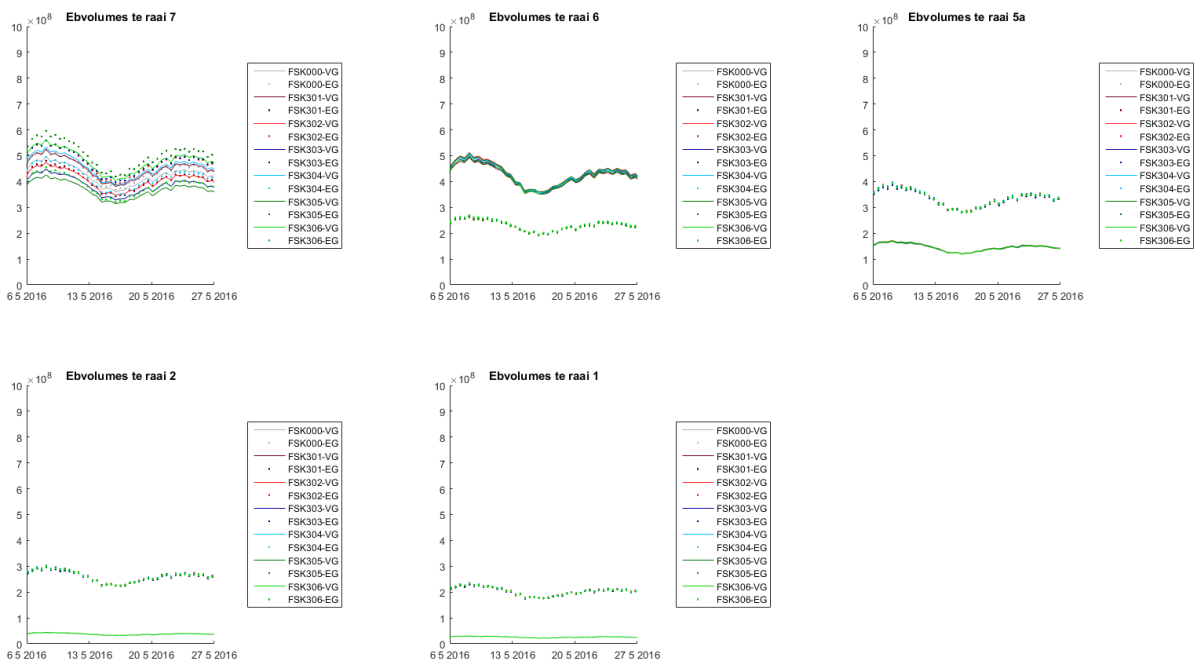 Ebvolumes te raai 7
×10⁸
10
9
8
7
6
5
4
3
2
1
0
6 5 2016 13 5 2016 20 5 2016 27 5 2016
FSK000-VG
FSK000-EG
FSK301-VG
FSK301-EG
FSK302-VG
FSK302-EG
FSK303-VG
FSK303-EG
FSK304-VG
FSK304-EG
FSK305-VG
FSK305-EG
FSK306-VG
FSK306-EG
Ebvolumes te raai 6
×10⁸
10
9
8
7
6
5
4
3
2
1
0
6 5 2016 13 5 2016 20 5 2016 27 5 2016
FSK000-VG
FSK000-EG
FSK301-VG
FSK301-EG
FSK302-VG
FSK302-EG
FSK303-VG
FSK303-EG
FSK304-VG
FSK304-EG
FSK305-VG
FSK305-EG
FSK306-VG
FSK306-EG
Ebvolumes te raai 5a
×10⁸
10
9
8
7
6
5
4
3
2
1
0
6 5 2016 13 5 2016 20 5 2016 27 5 2016
FSK000-VG
FSK000-EG
FSK301-VG
FSK301-EG
FSK302-VG
FSK302-EG
FSK303-VG
FSK303-EG
FSK304-VG
FSK304-EG
FSK305-VG
FSK305-EG
FSK306-VG
FSK306-EG
Ebvolumes te raai 2
×10⁸
10
9
8
7
6
5
4
3
2
1
0
6 5 2016 13 5 2016 20 5 2016 27 5 2016
FSK000-VG
FSK000-EG
FSK301-VG
FSK301-EG
FSK302-VG
FSK302-EG
FSK303-VG
FSK303-EG
FSK304-VG
FSK304-EG
FSK305-VG
FSK305-EG
FSK306-VG
FSK306-EG
Ebvolumes te raai 1
×10⁸
10
9
8
7
6
5
4
3
2
1
0
6 5 2016 13 5 2016 20 5 2016 27 5 2016
FSK000-VG
FSK000-EG
FSK301-VG
FSK301-EG
FSK302-VG
FSK302-EG
FSK303-VG
FSK303-EG
FSK304-VG
FSK304-EG
FSK305-VG
FSK305-EG
FSK306-VG
FSK306-EG